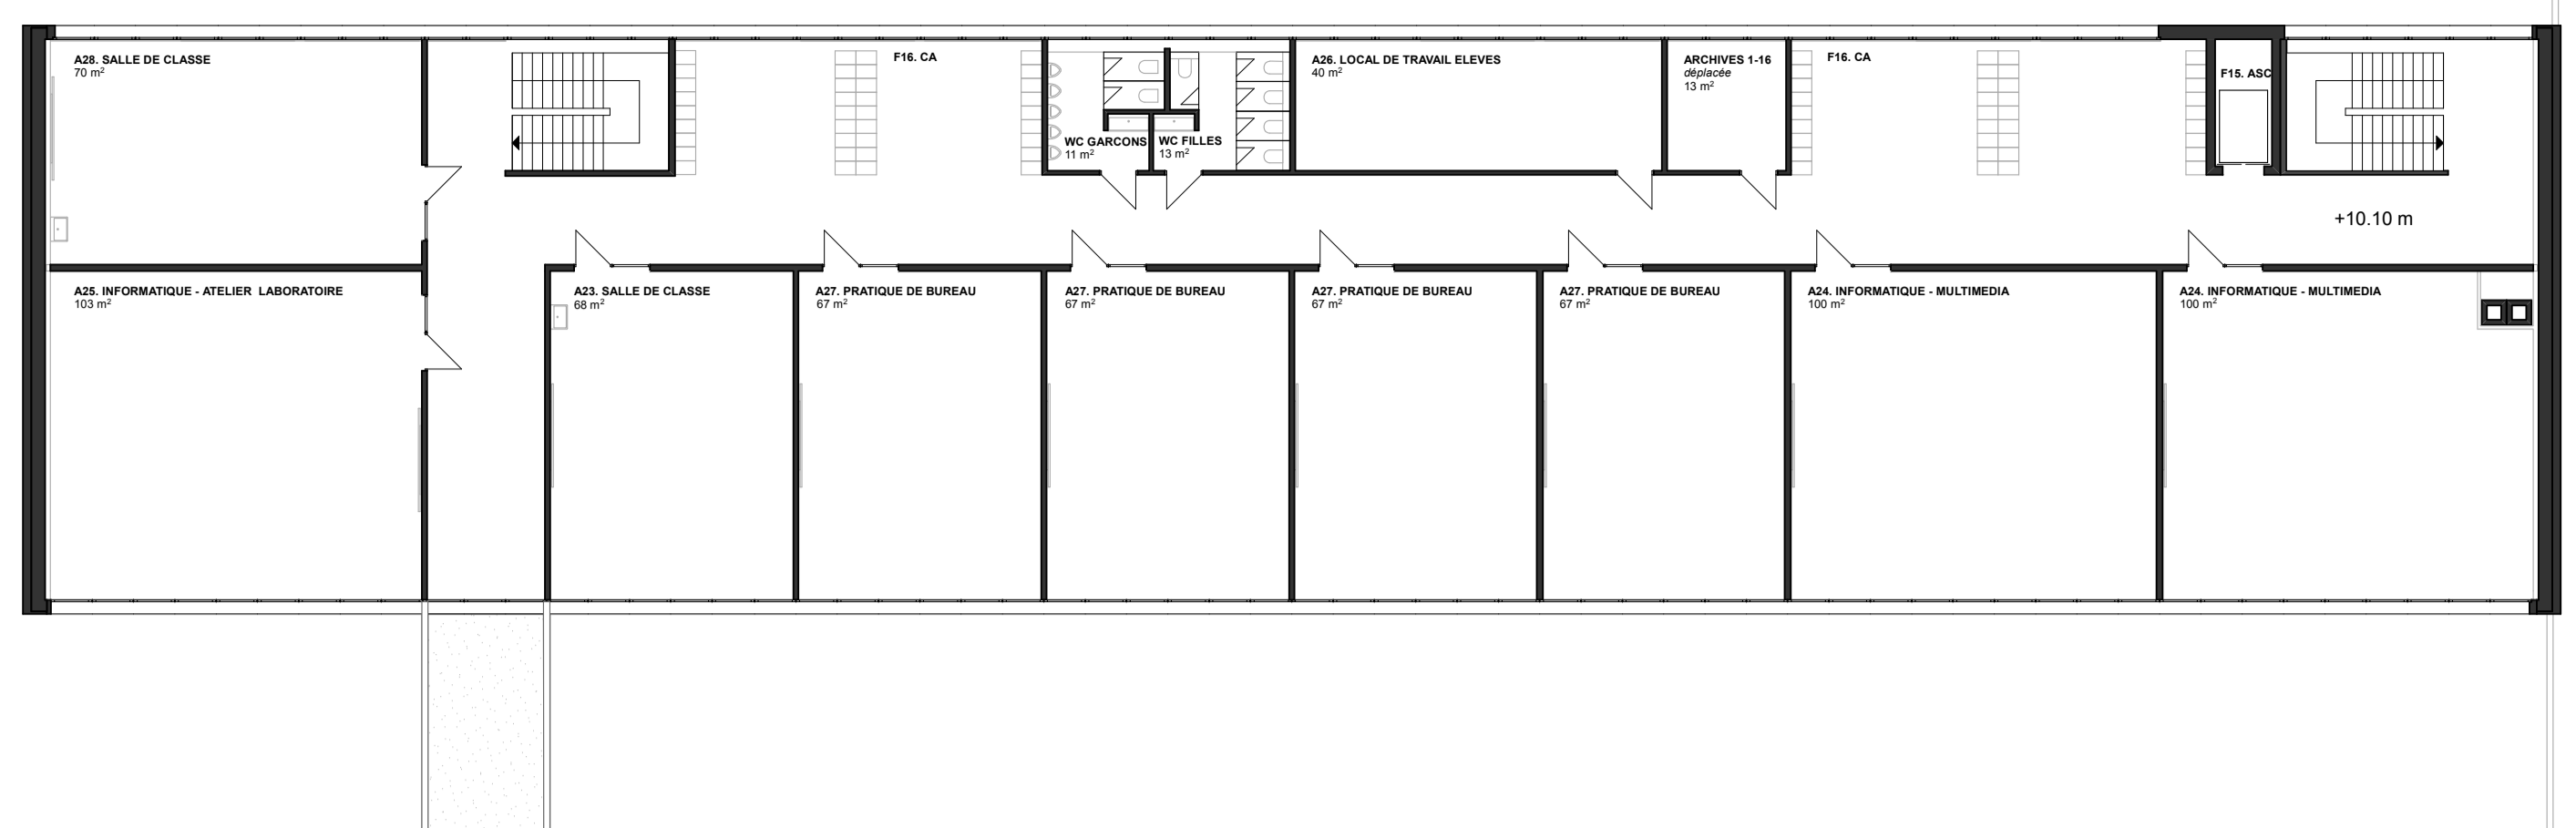 A28. SALLE DE CLASSE
70 m²
F16. CA
WC GARCONS
11 m²
WC FILLES
13 m²
A26. LOCAL DE TRAVAIL ELEVES
40 m²
ARCHIVES 1-16
déplacée
13 m²
F16. CA
F15. ASC
+10.10 m
A25. INFORMATIQUE - ATELIER LABORATOIRE
103 m²
A23. SALLE DE CLASSE
68 m²
A27. PRATIQUE DE BUREAU
67 m²
A27. PRATIQUE DE BUREAU
67 m²
A27. PRATIQUE DE BUREAU
67 m²
A27. PRATIQUE DE BUREAU
67 m²
A24. INFORMATIQUE - MULTIMEDIA
100 m²
A24. INFORMATIQUE - MULTIMEDIA
100 m²